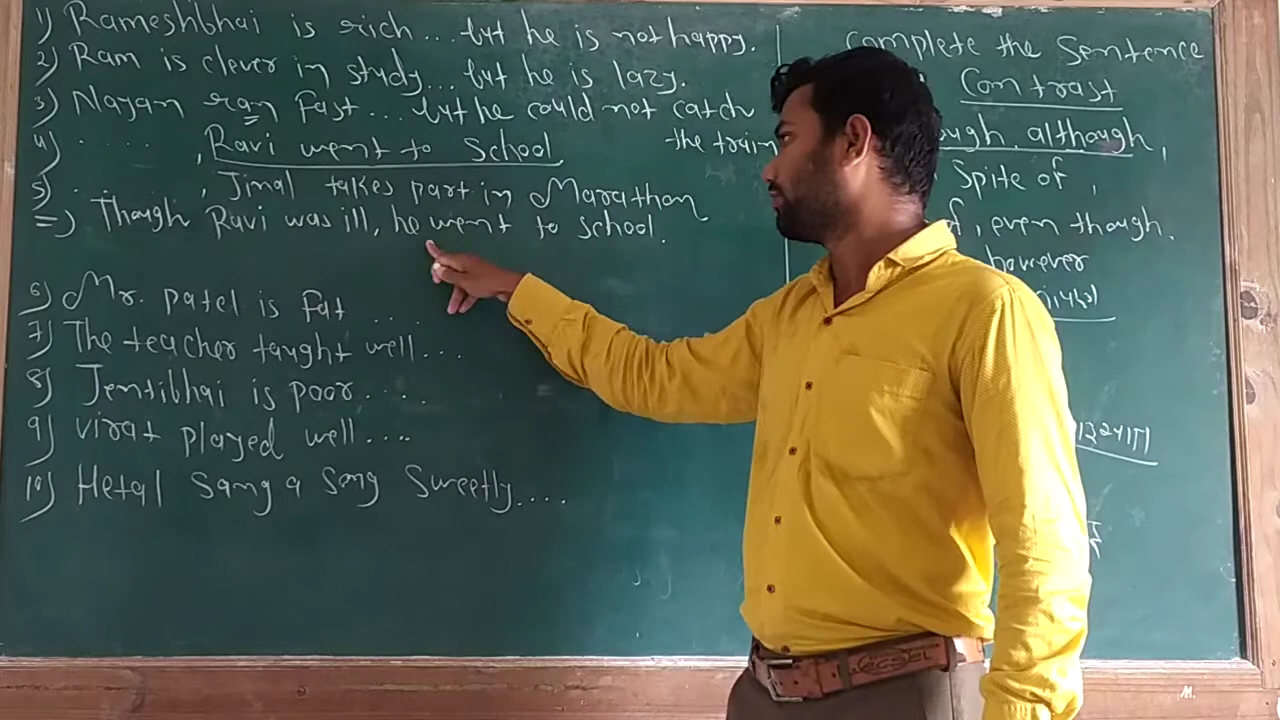 1) Rameshbhai is rich... but he is not happy.
2) Ram is clever in study... but he is lazy.
3) Nayan ran fast... but he could not catch
the train
4) ..... , Ravi went to School
5) . . , Jinal takes part in Marathon
=) Though Ravi was ill, he went to school.
6) Mr. patel is fat ...
7) The teacher taught well...
8) Jentibhai is poor....
9) virat played well....
10) Hetal Sang a Song Sweetly....
complete the Sentence
Contrast
ough, although,
Spite of,
f, even though.
however
ECSEL
M.